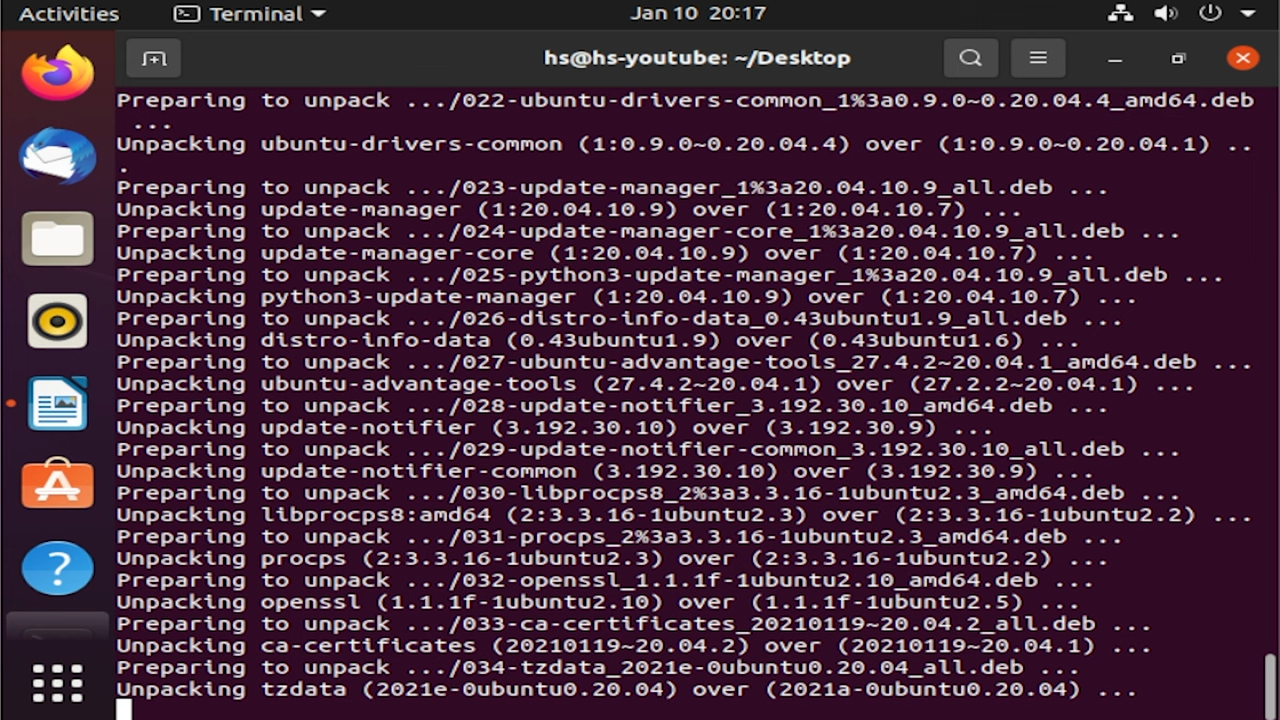 Activities Terminal Jan 10 20:17
hs@hs-youtube: ~/Desktop
Preparing to unpack .../022-ubuntu-drivers-common_1%3a0.9.0~0.20.04.4_amd64.deb
...
Unpacking ubuntu-drivers-common (1:0.9.0~0.20.04.4) over (1:0.9.0~0.20.04.1) ..
.
Preparing to unpack .../023-update-manager_1%3a20.04.10.9_all.deb ...
Unpacking update-manager (1:20.04.10.9) over (1:20.04.10.7) ...
Preparing to unpack .../024-update-manager-core_1%3a20.04.10.9_all.deb ...
Unpacking update-manager-core (1:20.04.10.9) over (1:20.04.10.7) ...
Preparing to unpack .../025-python3-update-manager_1%3a20.04.10.9_all.deb ...
Unpacking python3-update-manager (1:20.04.10.9) over (1:20.04.10.7) ...
Preparing to unpack .../026-distro-info-data_0.43ubuntu1.9_all.deb ...
Unpacking distro-info-data (0.43ubuntu1.9) over (0.43ubuntu1.6) ...
Preparing to unpack .../027-ubuntu-advantage-tools_27.4.2~20.04.1_amd64.deb ...
Unpacking ubuntu-advantage-tools (27.4.2~20.04.1) over (27.2.2~20.04.1) ...
Preparing to unpack .../028-update-notifier_3.192.30.10_amd64.deb ...
Unpacking update-notifier (3.192.30.10) over (3.192.30.9) ...
Preparing to unpack .../029-update-notifier-common_3.192.30.10_all.deb ...
Unpacking update-notifier-common (3.192.30.10) over (3.192.30.9) ...
Preparing to unpack .../030-libprocps8_2%3a3.3.16-1ubuntu2.3_amd64.deb ...
Unpacking libprocps8:amd64 (2:3.3.16-1ubuntu2.3) over (2:3.3.16-1ubuntu2.2) ...
Preparing to unpack .../031-procps_2%3a3.3.16-1ubuntu2.3_amd64.deb ...
Unpacking procps (2:3.3.16-1ubuntu2.3) over (2:3.3.16-1ubuntu2.2) ...
Preparing to unpack .../032-openssl_1.1.1f-1ubuntu2.10_amd64.deb ...
Unpacking openssl (1.1.1f-1ubuntu2.10) over (1.1.1f-1ubuntu2.5) ...
Preparing to unpack .../033-ca-certificates_20210119~20.04.2_all.deb ...
Unpacking ca-certificates (20210119~20.04.2) over (20210119~20.04.1) ...
Preparing to unpack .../034-tzdata_2021e-0ubuntu0.20.04_all.deb ...
Unpacking tzdata (2021e-0ubuntu0.20.04) over (2021a-0ubuntu0.20.04) ...